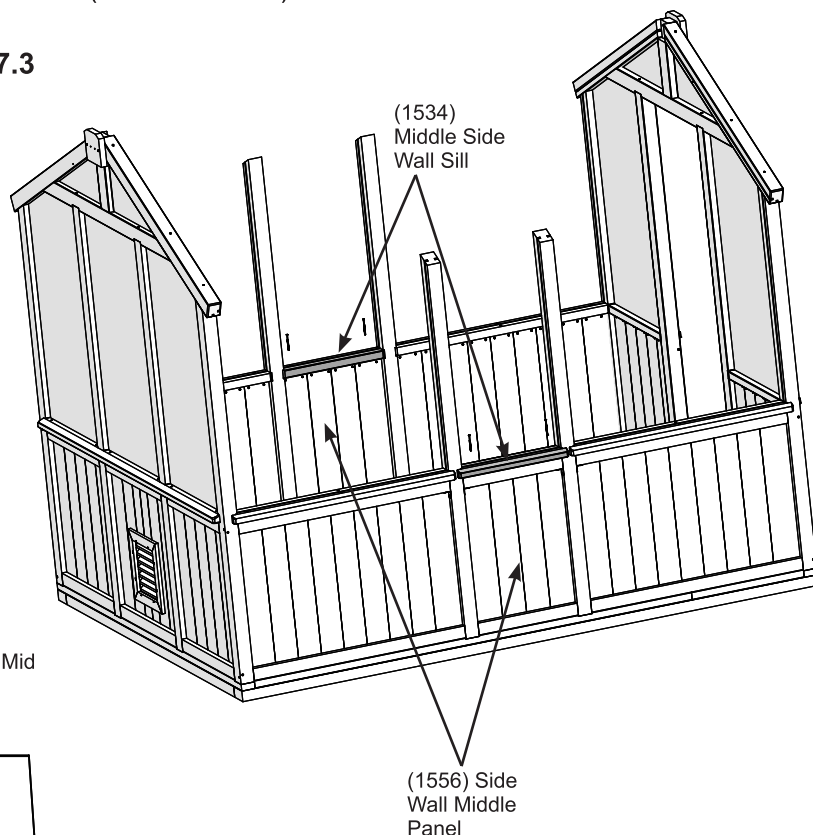 7.3
(1534)
Middle Side
Wall Sill
Mid
(1556) Side
Wall Middle
Panel